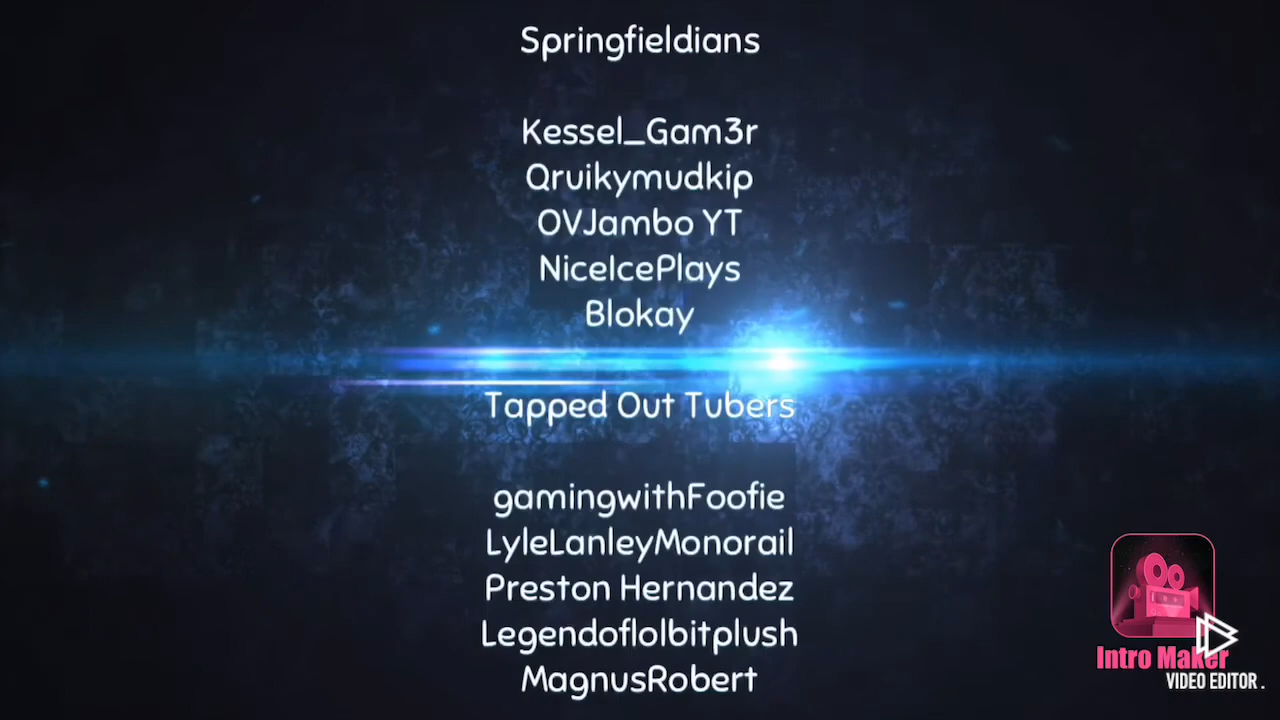 Springfieldians
Kessel_Gam3r
Qruikymudkip
OVJambo YT
NiceIcePlays
Blokay
Tapped Out Tubers
gamingwithFoofie
LyleLanleyMonorail
Preston Hernandez
Legendoflolbitplush
MagnusRobert
Intro Maker
VIDEO EDITOR .